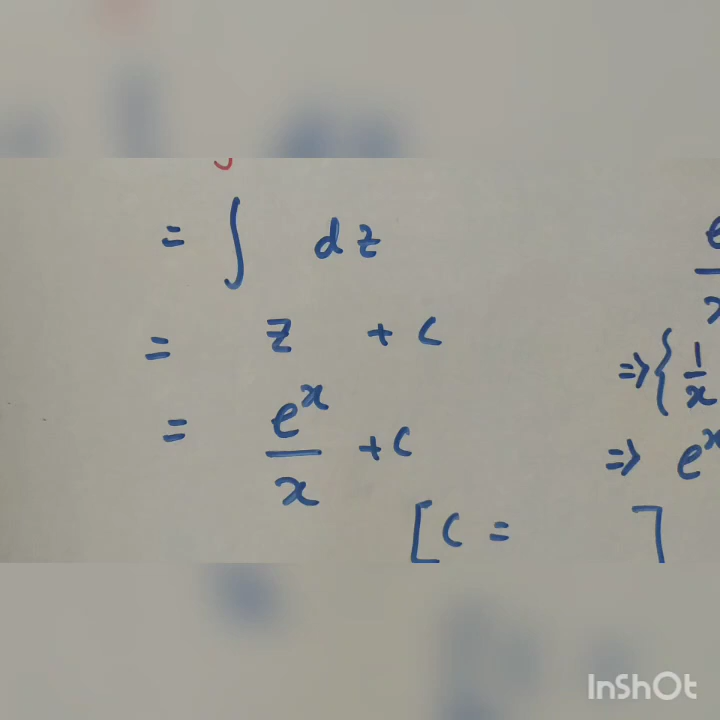 = ∫ dz
= z + c
= e^x/x + c
[c = ]
e
x
=> { 1/x
=> e^x
InShOt